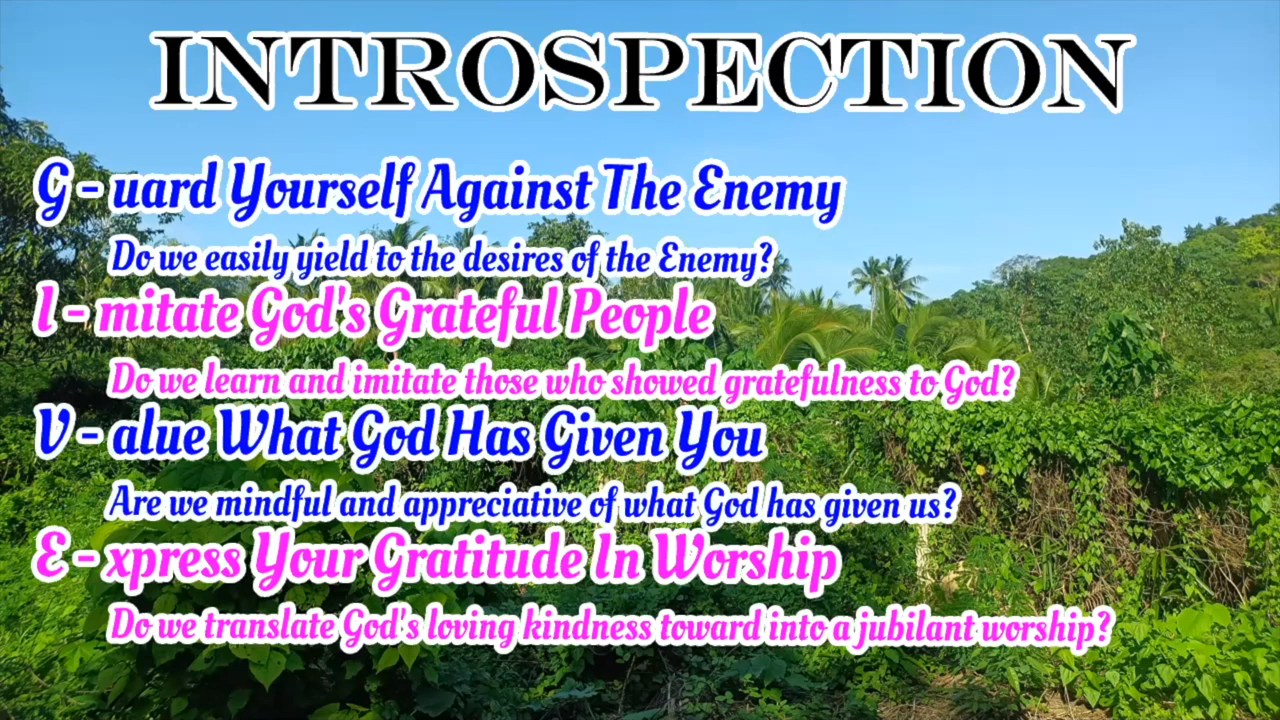 INTROSPECTION
G - uard Yourself Against The Enemy
Do we easily yield to the desires of the Enemy?
I - mitate God's Grateful People
Do we learn and imitate those who showed gratefulness to God?
V - alue What God Has Given You
Are we mindful and appreciative of what God has given us?
E - xpress Your Gratitude In Worship
Do we translate God's loving kindness toward into a jubilant worship?